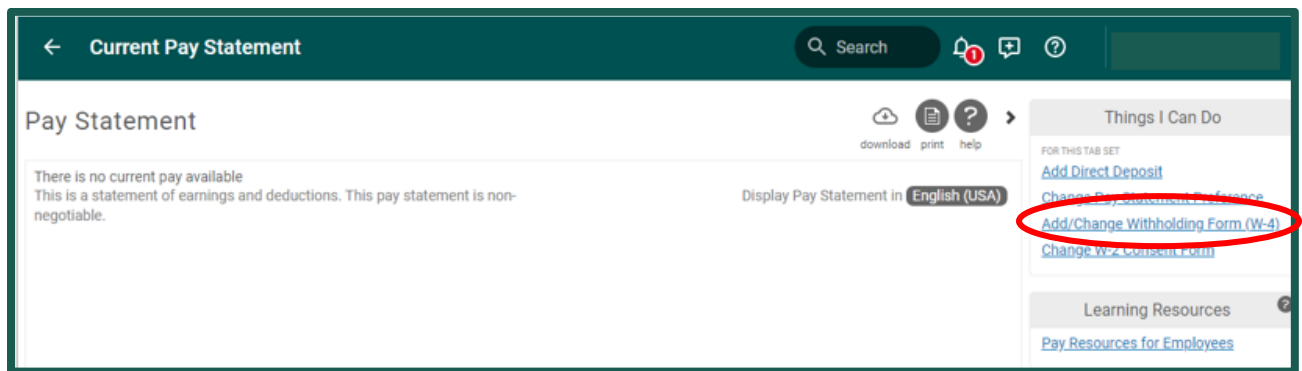 Current Pay Statement
Search
1
Pay Statement
download print help
There is no current pay available
This is a statement of earnings and deductions. This pay statement is non-
negotiable.
Display Pay Statement in English (USA)
Things I Can Do
FOR THIS TAB SET
Add Direct Deposit
Change Pay Statement Preference
Add/Change Withholding Form (W-4)
Change W-2 Consent Form
Learning Resources
Pay Resources for Employees